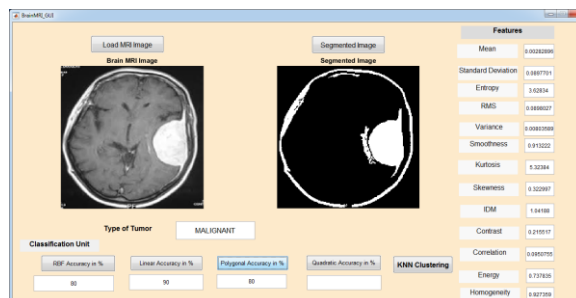 BrainMRI_GUI
Load MRI Image
Segmented Image
Brain MRI Image
Segmented Image
Type of Tumor
MALIGNANT
Classification Unit
RBF Accuracy in %
Linear Accuracy in %
Polygonal Accuracy in %
Quadratic Accuracy in %
KNN Clustering
80
90
80
Features
Mean
0.00282896
Standard Deviation
0.0897701
Entropy
3.02834
RMS
0.0898027
Variance
0.00803588
Smoothness
0.913222
Kurtosis
5.32384
Skewness
0.322987
IDM
1.04188
Contrast
0.215517
Correlation
0.0950755
Energy
0.737835
Homogeneity
0.927359